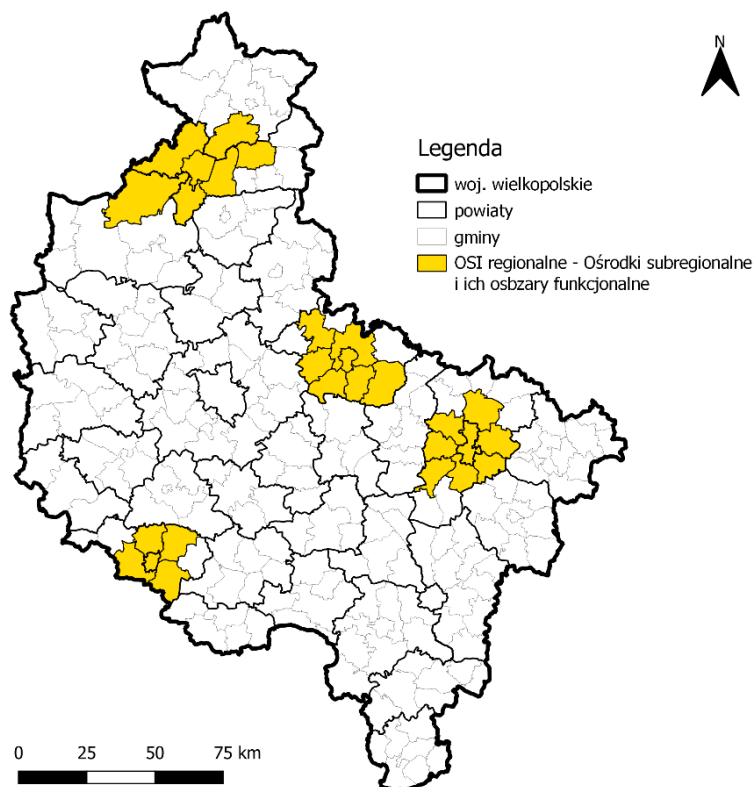 N
Legenda
woj. wielkopolskie
powiaty
gminy
OSI regionalne - Ośrodki subregionalne
i ich osbzary funkcjonalne
0 25 50 75 km